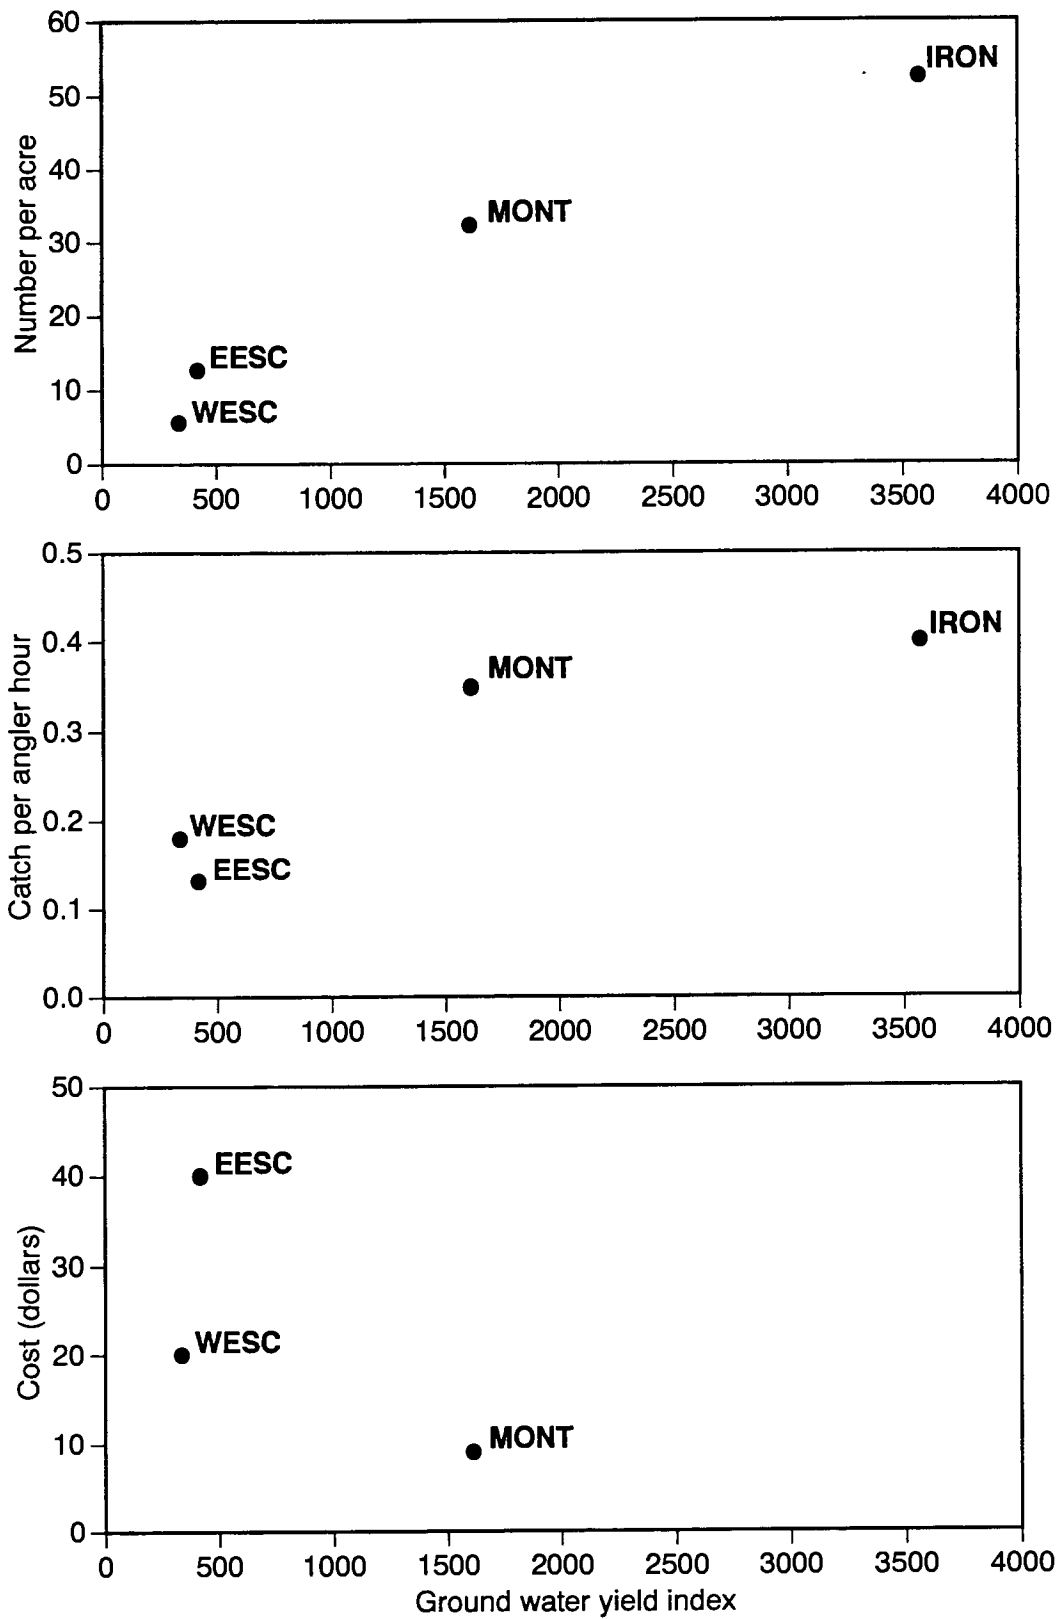 60
50
40
30
20
10
0
Number per acre
IRON
MONT
EESC
WESC
0 500 1000 1500 2000 2500 3000 3500 4000
0.5
0.4
0.3
0.2
0.1
0.0
Catch per angler hour
IRON
MONT
WESC
EESC
0 500 1000 1500 2000 2500 3000 3500 4000
50
40
30
20
10
0
Cost (dollars)
EESC
WESC
MONT
0 500 1000 1500 2000 2500 3000 3500 4000
Ground water yield index